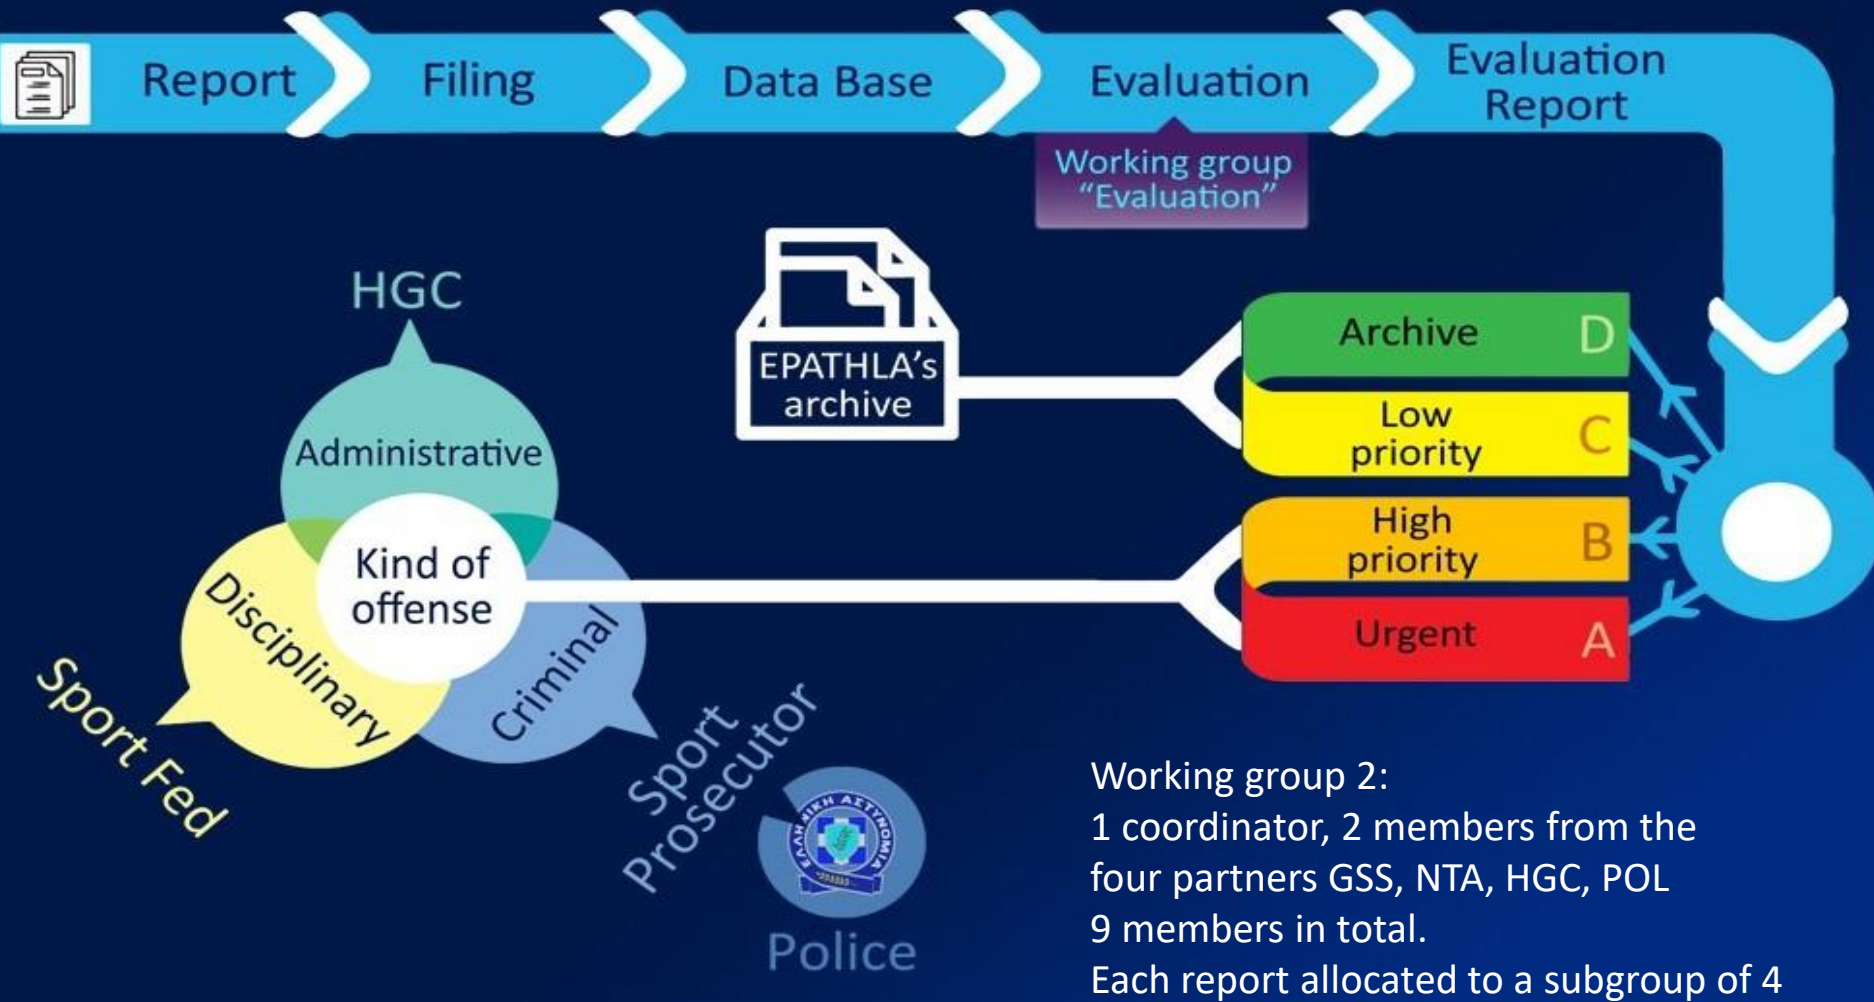 Report
Filing
Data Base
Evaluation
Evaluation
Report
Working group
“Evaluation”
HGC
Administrative
Kind of
offense
Disciplinary
Criminal
Sport Fed
Sport
Prosecutor
ΕΛΛΗΝΙΚΗ ΑΣΤΥΝΟΜΙΑ
Police
EPATHLA's
archive
Archive D
Low
priority C
High
priority B
Urgent A
Working group 2:
1 coordinator, 2 members from the
four partners GSS, NTA, HGC, POL
9 members in total.
Each report allocated to a subgroup of 4